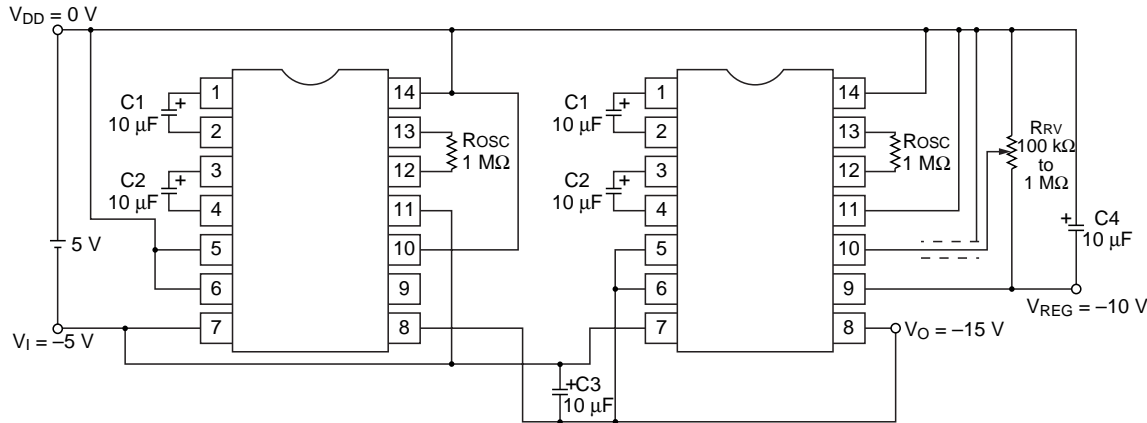 VDD = 0 V
5 V
VI = –5 V
C1
+
10 µF
C2
+
10 µF
1
2
3
4
5
6
7
14
13
12
11
10
9
8
ROSC
1 MΩ
+C3
10 µF
C1
+
10 µF
C2
+
10 µF
1
2
3
4
5
6
7
14
13
12
11
10
9
8
ROSC
1 MΩ
RRV
100 kΩ
to
1 MΩ
+
C4
10 µF
VREG = –10 V
VO = –15 V